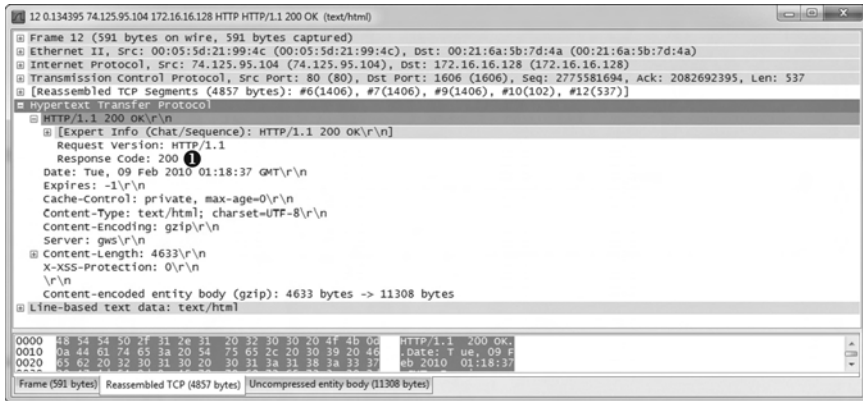 12 0.134395 74.125.95.104 172.16.16.128 HTTP HTTP/1.1 200 OK (text/html)
Frame 12 (591 bytes on wire, 591 bytes captured)
Ethernet II, Src: 00:05:5d:21:99:4c (00:05:5d:21:99:4c), Dst: 00:21:6a:5b:7d:4a (00:21:6a:5b:7d:4a)
Internet Protocol, Src: 74.125.95.104 (74.125.95.104), Dst: 172.16.16.128 (172.16.16.128)
Transmission Control Protocol, Src Port: 80 (80), Dst Port: 1606 (1606), Seq: 2775581694, Ack: 2082692395, Len: 537
[Reassembled TCP Segments (4857 bytes): #6(1406), #7(1406), #9(1406), #10(102), #12(537)]
Hypertext Transfer Protocol
HTTP/1.1 200 OK\r\n
[Expert Info (Chat/Sequence): HTTP/1.1 200 OK\r\n]
Request Version: HTTP/1.1
Response Code: 200 ❶
Date: Tue, 09 Feb 2010 01:18:37 GMT\r\n
Expires: -1\r\n
Cache-Control: private, max-age=0\r\n
Content-Type: text/html; charset=UTF-8\r\n
Content-Encoding: gzip\r\n
Server: gws\r\n
Content-Length: 4633\r\n
X-XSS-Protection: 0\r\n
\r\n
Content-encoded entity body (gzip): 4633 bytes -> 11308 bytes
Line-based text data: text/html
0000 48 54 54 50 2f 31 2e 31 20 32 30 30 20 4f 4b 0d HTTP/1.1 200 OK.
0010 0a 44 61 74 65 3a 20 54 75 65 2c 20 30 39 20 46 .Date: T ue, 09 F
0020 65 62 20 32 30 31 30 20 30 31 3a 31 38 3a 33 37 eb 2010 01:18:37
Frame (591 bytes) Reassembled TCP (4857 bytes) Uncompressed entity body (11308 bytes)